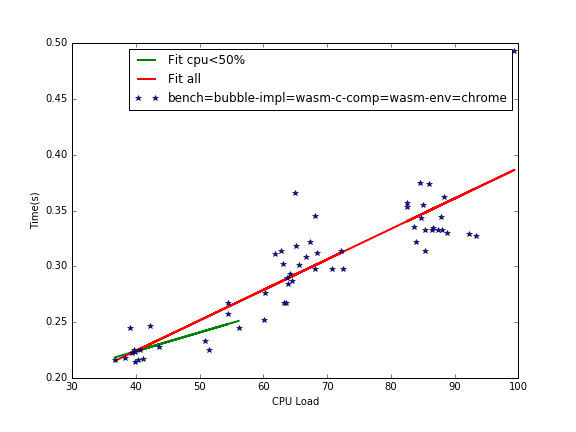 0.50
0.45
0.40
0.35
0.30
0.25
0.20
Time(s)
Fit cpu<50%
Fit all
bench=bubble-impl=wasm-c-comp=wasm-env=chrome
30 40 50 60 70 80 90 100
CPU Load